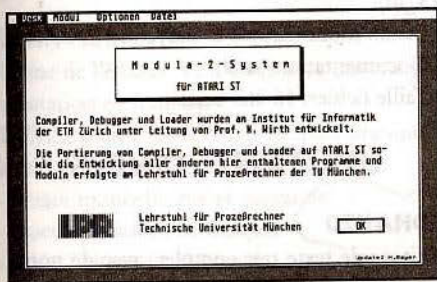 Desk Modul Optionen Datei
Modula-2-System
für ATARI ST
Compiler, Debugger und Loader wurden am Institut für Informatik
der ETH Zürich unter Leitung von Prof. N. Wirth entwickelt.
Die Portierung von Compiler, Debugger und Loader auf ATARI ST so-
wie die Entwicklung aller anderen hier enthaltenen Programme und
Moduln erfolgte am Lehrstuhl für Prozeßrechner der TU München.
LPR
Lehrstuhl für Prozeßrechner
Technische Universität München
OK